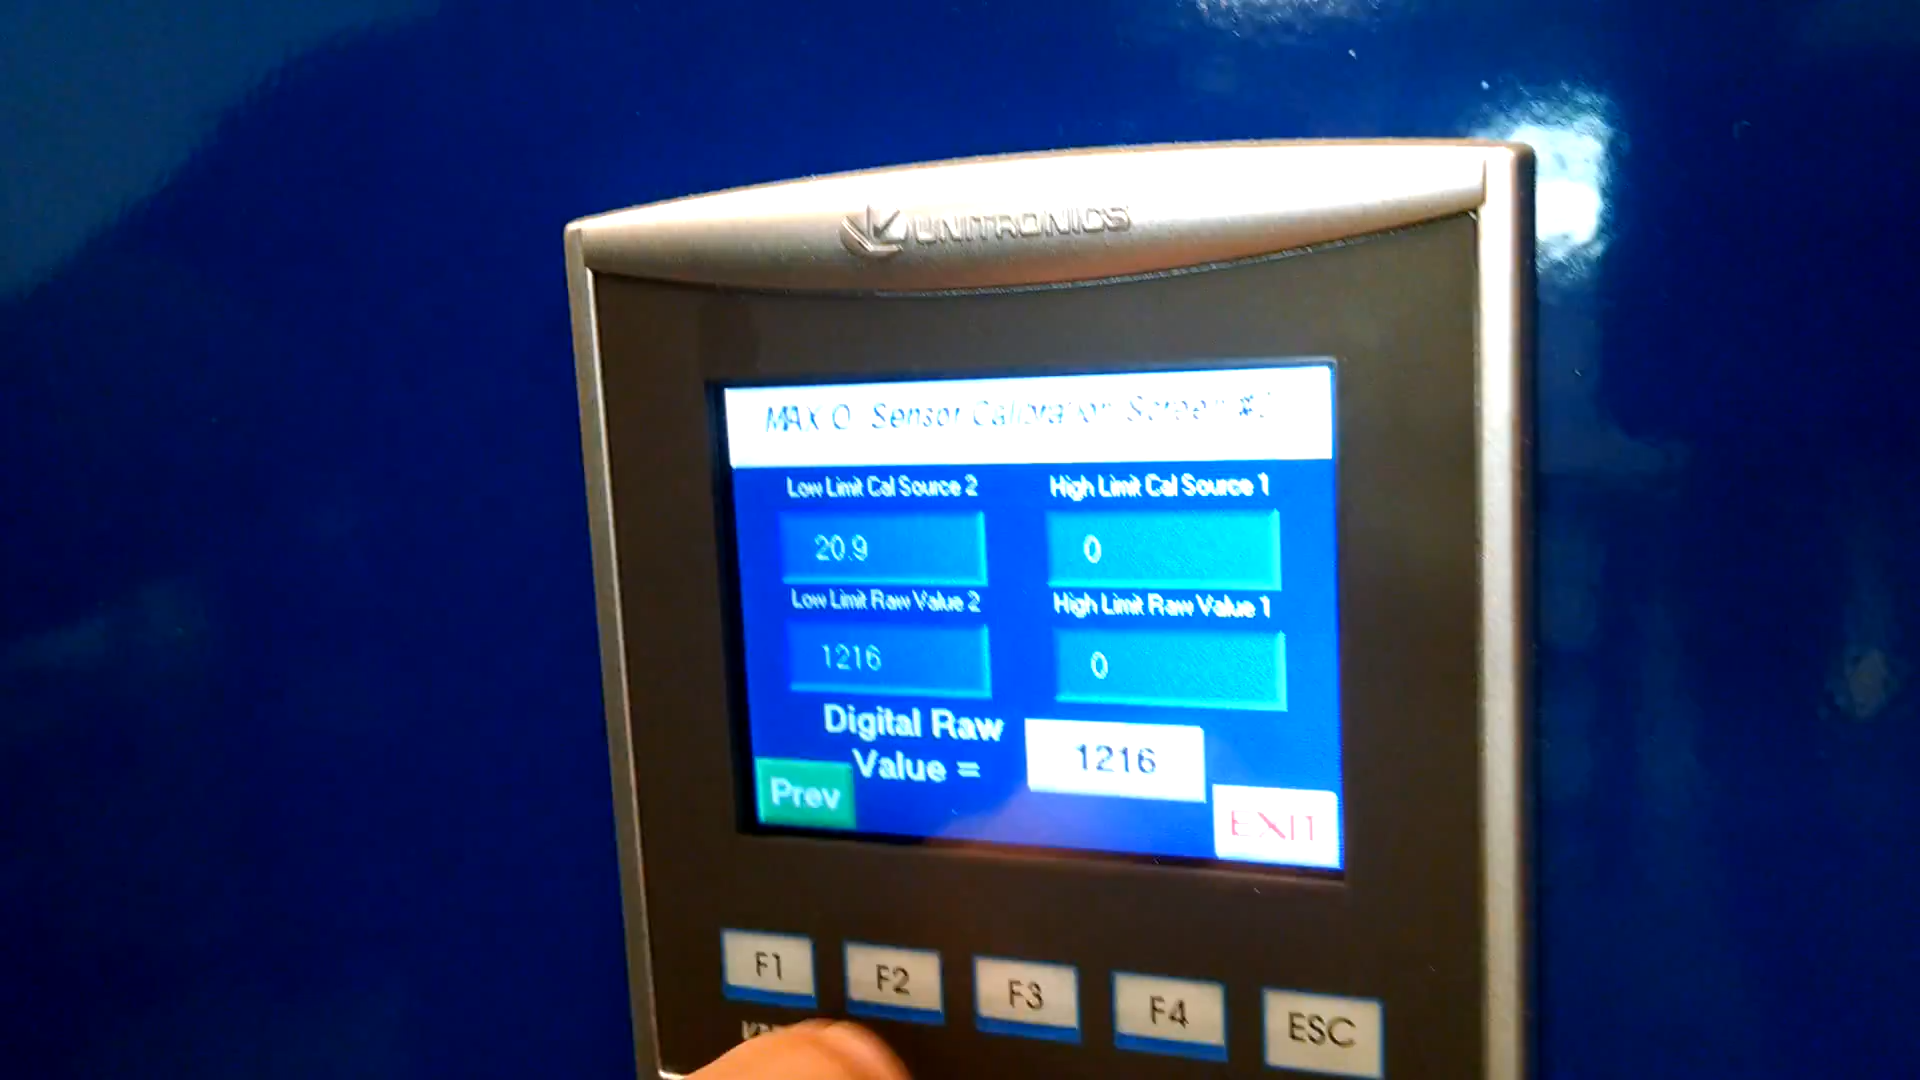 UNITRONICS
MAX O Sensor Calibration Screen
Low Limit Cal Source 2
High Limit Cal Source 1
20.9
0
Low Limit Raw Value 2
High Limit Raw Value 1
1216
0
Digital Raw
Value =
1216
Prev
EXIT
F1
F2
F3
F4
ESC